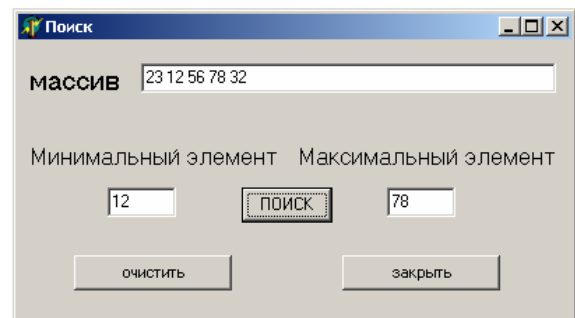 Поиск
массив 23 12 56 78 32
Минимальный элемент Максимальный элемент
12 ПОИСК 78
очистить закрыть